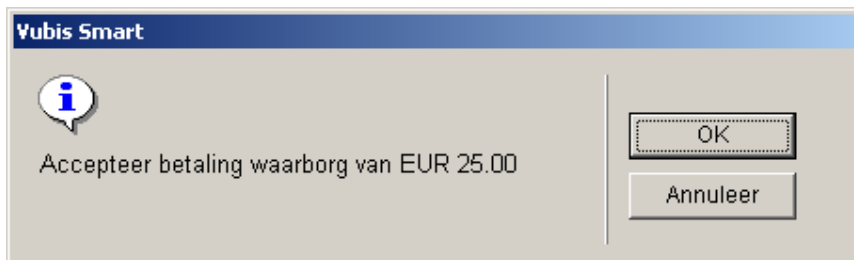 Vubis Smart
Accepteer betaling waarborg van EUR 25.00
OK
Annuleer